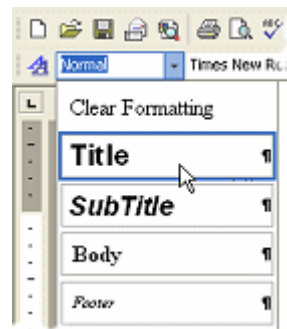 Normal Times New Ro
Clear Formatting
Title ¶
SubTitle ¶
Body ¶
Footer ¶